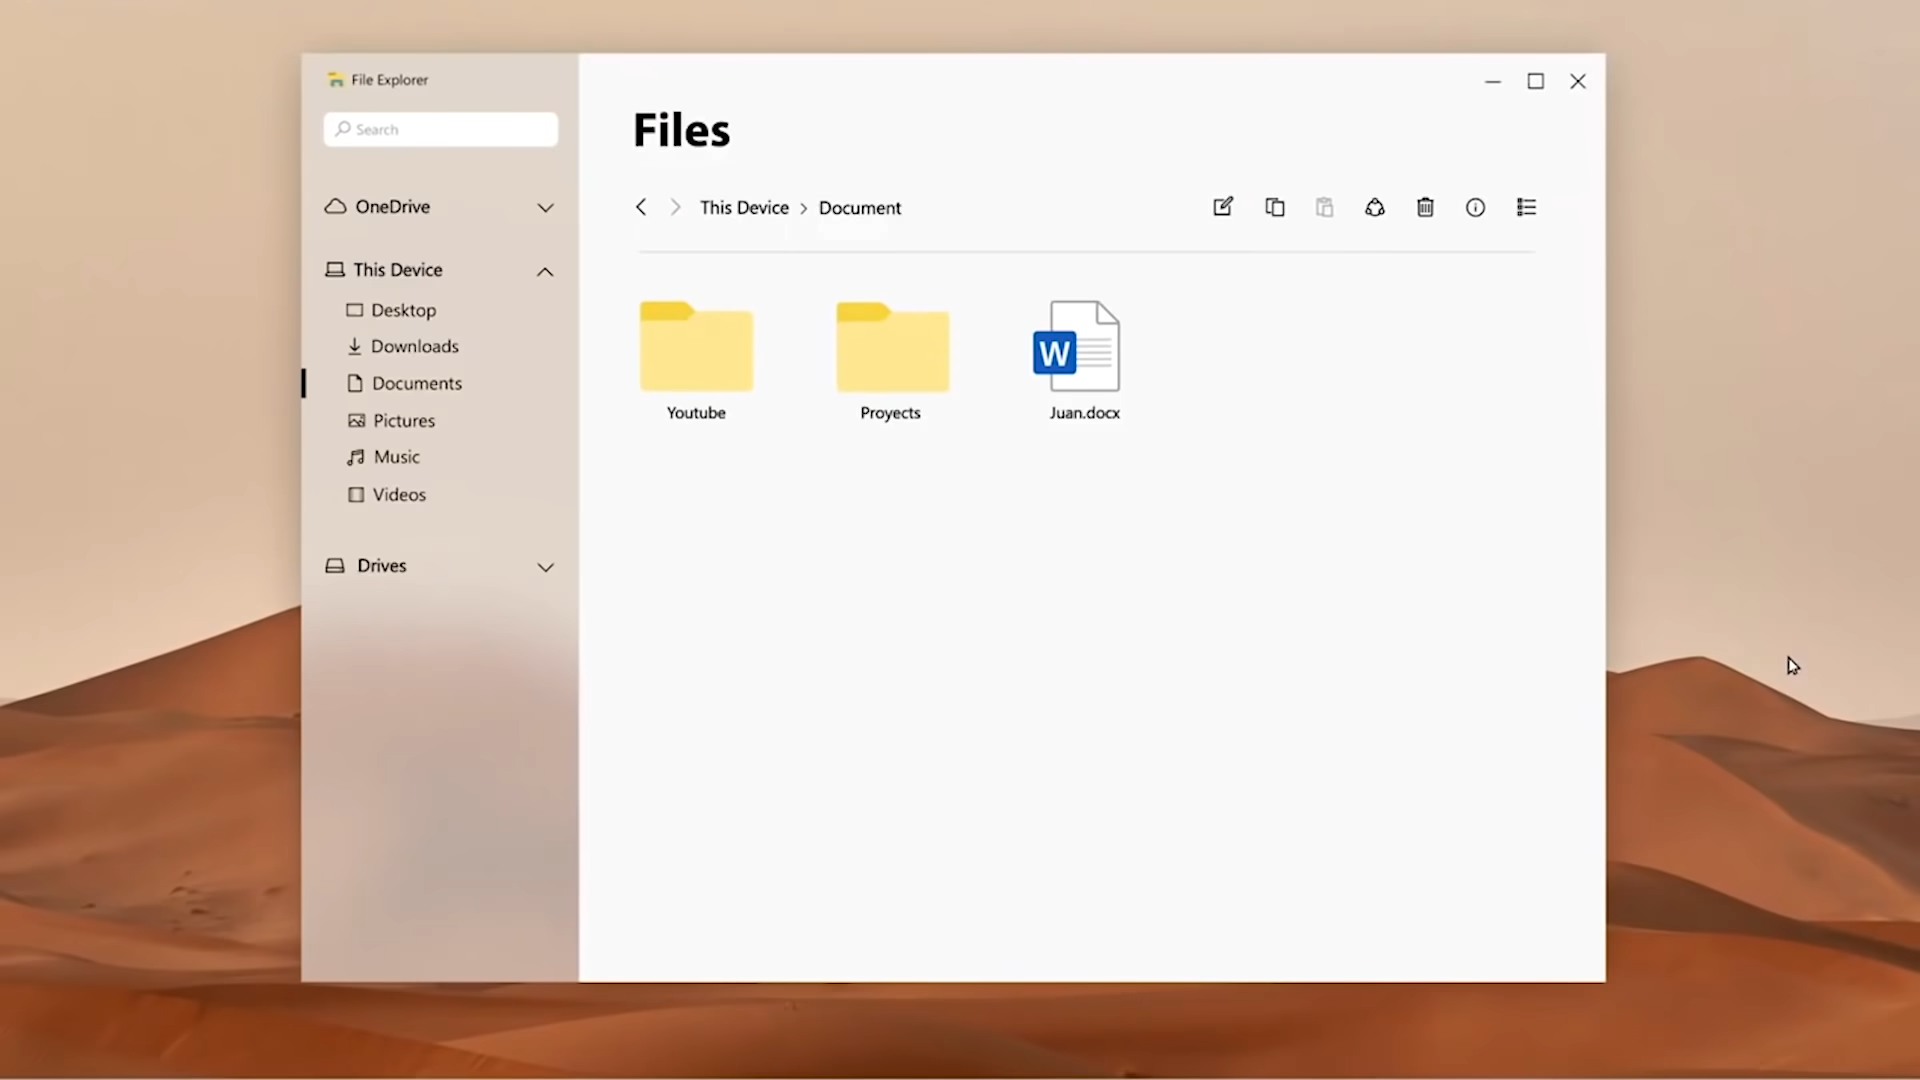 File Explorer
Search
OneDrive
This Device
Desktop
Downloads
Documents
Pictures
Music
Videos
Drives
Files
This Device > Document
Youtube
Proyects
W
Juan.docx